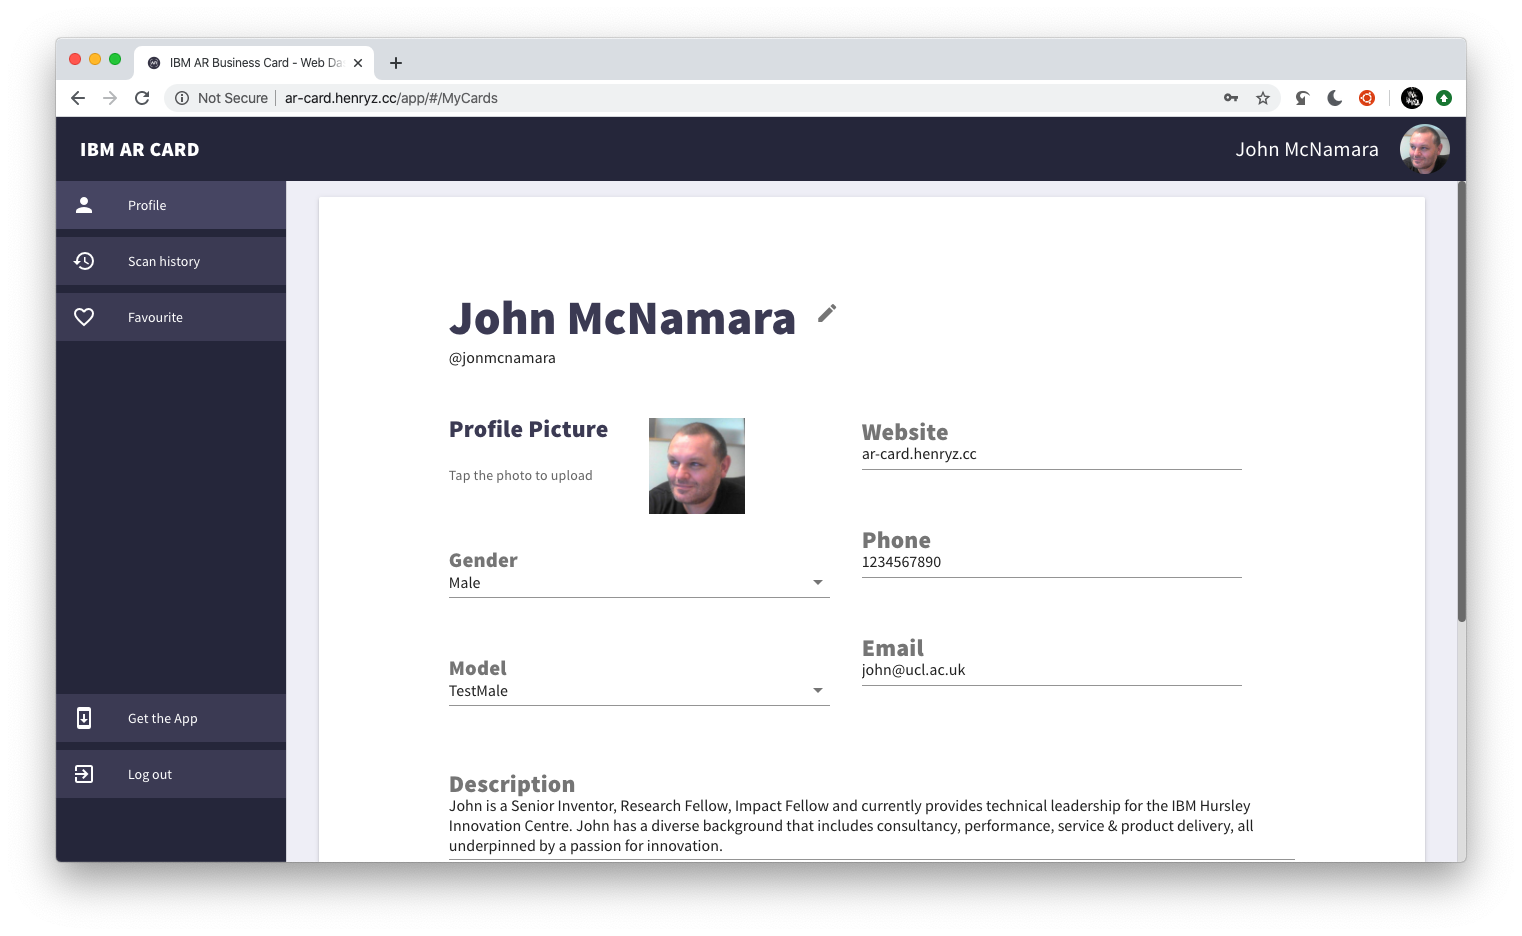 IBM AR Business Card - Web Da
Not Secure
ar-card.henryz.cc/app/#/MyCards
IBM AR CARD
John McNamara
Profile
Scan history
Favourite
Get the App
Log out
John McNamara
@jonmcnamara
Profile Picture
Tap the photo to upload
Gender
Male
Model
TestMale
Website
ar-card.henryz.cc
Phone
1234567890
Email
john@ucl.ac.uk
Description
John is a Senior Inventor, Research Fellow, Impact Fellow and currently provides technical leadership for the IBM Hursley
Innovation Centre. John has a diverse background that includes consultancy, performance, service & product delivery, all
underpinned by a passion for innovation.